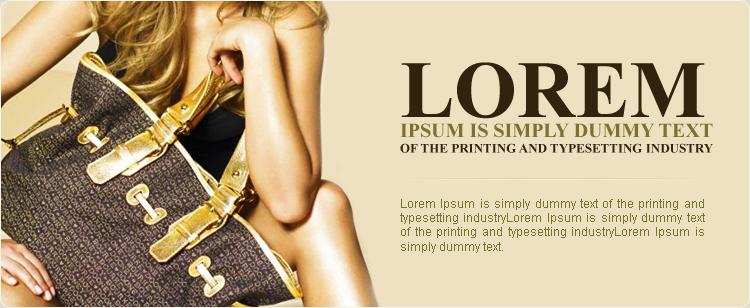 LOREM
IPSUM IS SIMPLY DUMMY TEXT
OF THE PRINTING AND TYPESETTING INDUSTRY
Lorem Ipsum is simply dummy text of the printing and
typesetting industryLorem Ipsum is simply dummy text
of the printing and typesetting industryLorem Ipsum is
simply dummy text.